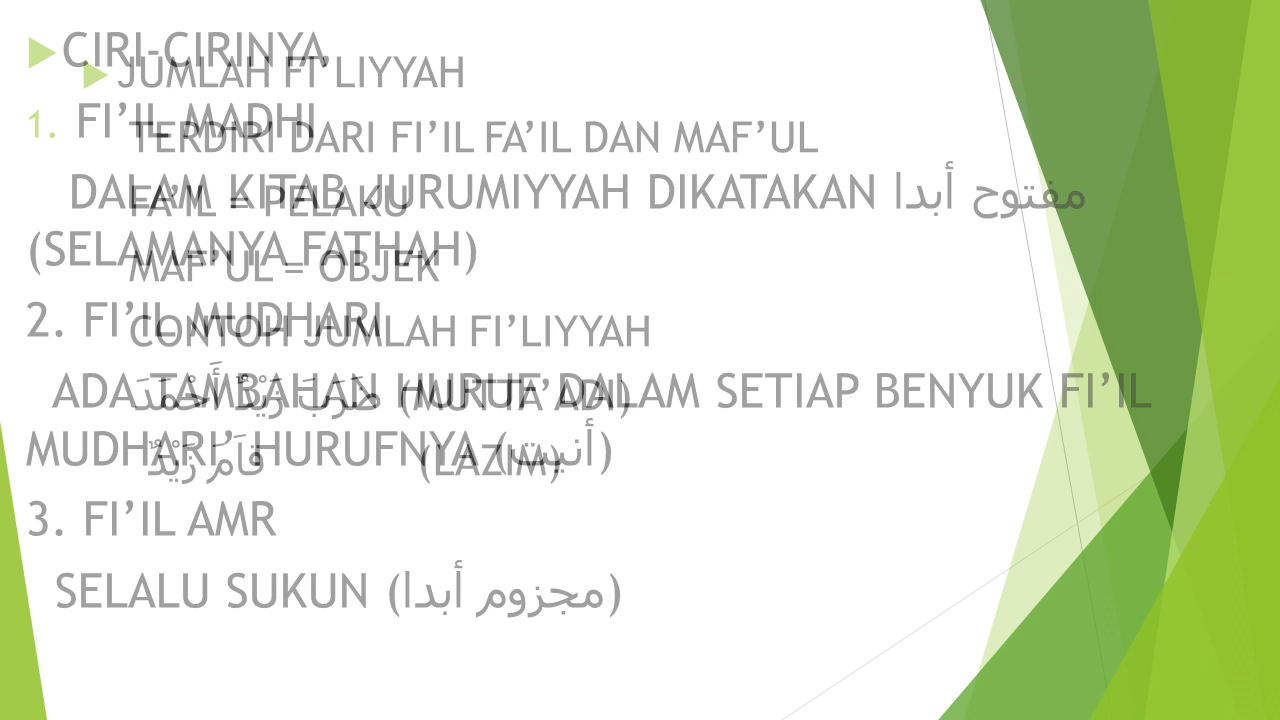 CIRI-CIRINYA
1. FI’IL MADHI
DALAM KITAB JURUMIYYAH DIKATAKAN مفتوح أبدا
(SELAMANYA FATHAH)
2. FI’IL MUDHARI
ADA TAMBAHAN HURUF DALAM SETIAP BENYUK FI’IL
MUDHARI’ HURUFNYA (أنيت)
3. FI’IL AMR
SELALU SUKUN (مجزوم أبدا)
JUMLAH FI’LIYYAH
TERDIRI DARI FI’IL FA’IL DAN MAF’UL
FA’IL = PELAKU
MAF’UL = OBJEK
CONTOH JUMLAH FI’LIYYAH
ضَرَبَ زَيْدٌ أَحْمَدَ (MUTTA’ADI)
قاَمَ زَيْدٌ (LAZIM)